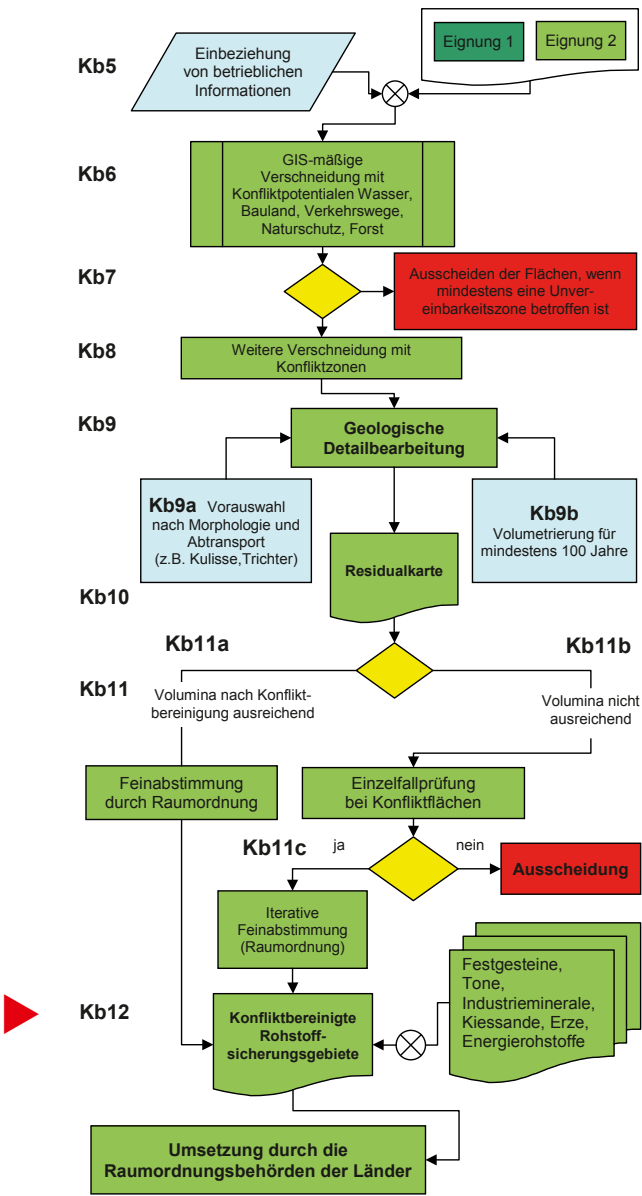 Kb5
Einbeziehung
von betrieblichen
Informationen
Eignung 1
Eignung 2
Kb6
GIS-mäßige
Verschneidung mit
Konfliktpotentialen Wasser,
Bauland, Verkehrswege,
Naturschutz, Forst
Kb7
Ausscheiden der Flächen, wenn
mindestens eine Unver-
einbarkeitszone betroffen ist
Kb8
Weitere Verschneidung mit
Konfliktzonen
Kb9
Geologische
Detailbearbeitung
Kb9a Vorauswahl
nach Morphologie und
Abtransport
(z.B. Kulisse,Trichter)
Kb9b
Volumetrierung für
mindestens 100 Jahre
Kb10
Residualkarte
Kb11a
Kb11b
Kb11
Volumina nach Konflikt-
bereinigung ausreichend
Volumina nicht
ausreichend
Feinabstimmung
durch Raumordnung
Einzelfallprüfung
bei Konfliktflächen
Kb11c
ja
nein
Ausscheidung
Iterative
Feinabstimmung
(Raumordnung)
Festgesteine,
Tone,
Industrieminerale,
Kiessande, Erze,
Energierohstoffe
Kb12
Konfliktbereinigte
Rohstoff-
sicherungsgebiete
Umsetzung durch die
Raumordnungsbehörden der Länder